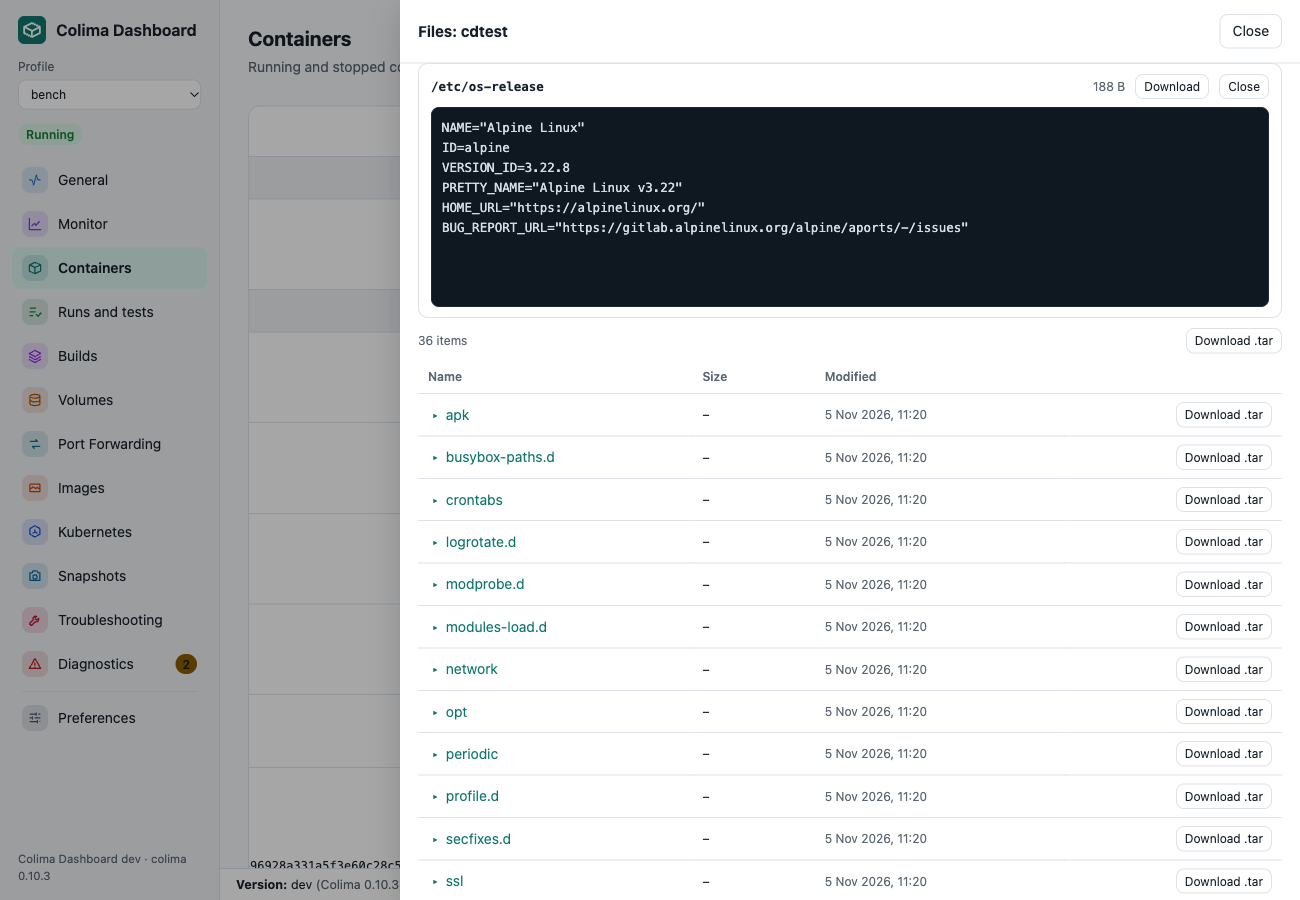 Colima Dashboard
Profile
bench
Running
General
Monitor
Containers
Runs and tests
Builds
Volumes
Port Forwarding
Images
Kubernetes
Snapshots
Troubleshooting
Diagnostics 2
Preferences
Colima Dashboard dev · colima
0.10.3
Containers
Running and stopped co
96928a331a5f3e60c28c5
Version: dev (Colima 0.10.3
Files: cdtest Close
/etc/os-release 188 B Download Close
NAME="Alpine Linux"
ID=alpine
VERSION_ID=3.22.8
PRETTY_NAME="Alpine Linux v3.22"
HOME_URL="https://alpinelinux.org/"
BUG_REPORT_URL="https://gitlab.alpinelinux.org/alpine/aports/-/issues"
36 items Download .tar
Name Size Modified
apk – 5 Nov 2026, 11:20 Download .tar
busybox-paths.d – 5 Nov 2026, 11:20 Download .tar
crontabs – 5 Nov 2026, 11:20 Download .tar
logrotate.d – 5 Nov 2026, 11:20 Download .tar
modprobe.d – 5 Nov 2026, 11:20 Download .tar
modules-load.d – 5 Nov 2026, 11:20 Download .tar
network – 5 Nov 2026, 11:20 Download .tar
opt – 5 Nov 2026, 11:20 Download .tar
periodic – 5 Nov 2026, 11:20 Download .tar
profile.d – 5 Nov 2026, 11:20 Download .tar
secfixes.d – 5 Nov 2026, 11:20 Download .tar
ssl – 5 Nov 2026, 11:20 Download .tar